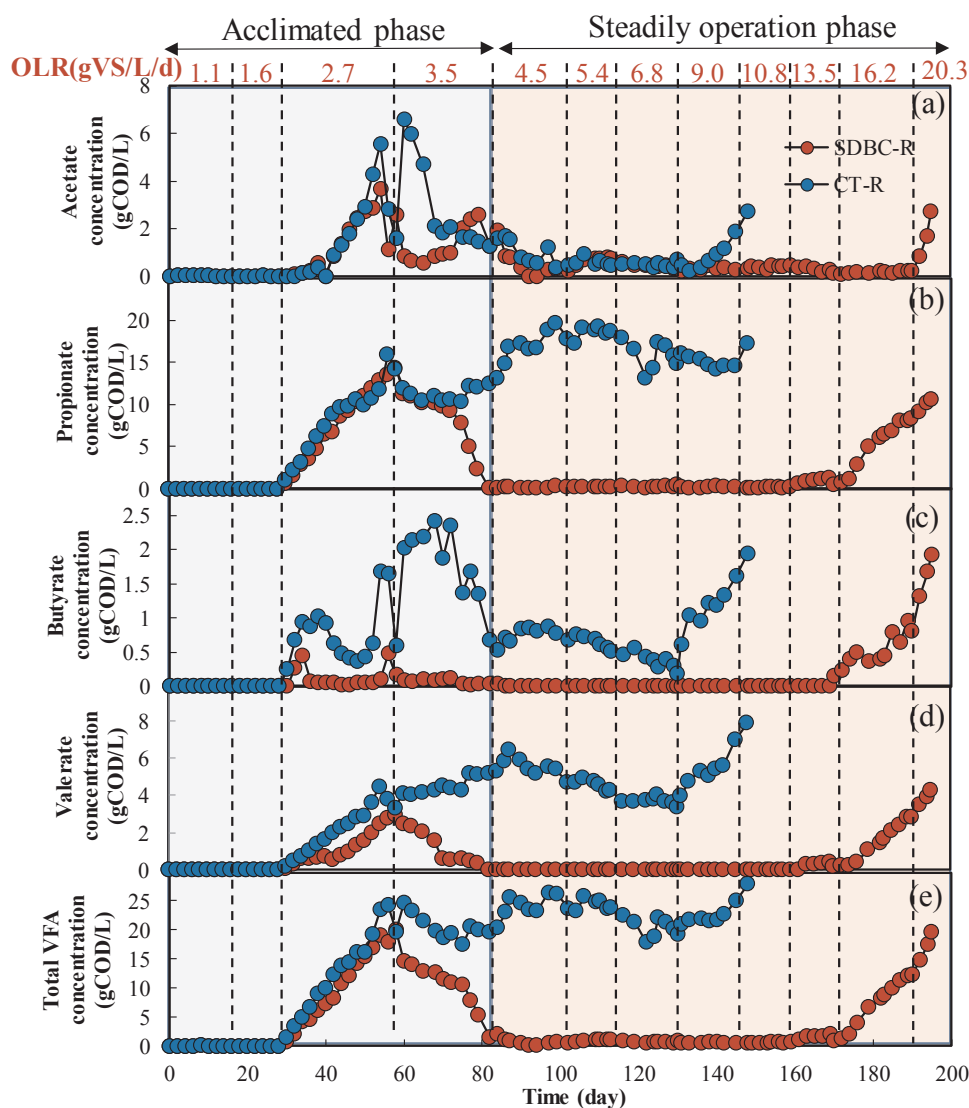 Acclimated phase Steadily operation phase
OLR(gVS/L/d) 1.1 1.6 2.7 3.5 4.5 5.4 6.8 9.0 10.8 13.5 16.2 20.3
(a)
SDBC-R
CT-R
Acetate
concentration
(gCOD/L)
8
6
4
2
0
(b)
Propionate
concentration
(gCOD/L)
20
15
10
5
0
(c)
Butyrate
concentration
(gCOD/L)
2.5
2
1.5
1
0.5
0
(d)
Valerate
concentration
(gCOD/L)
8
6
4
2
0
(e)
Total VFA
concentration
(gCOD/L)
25
20
15
10
5
0
0 20 40 60 80 100 120 140 160 180 200
Time (day)